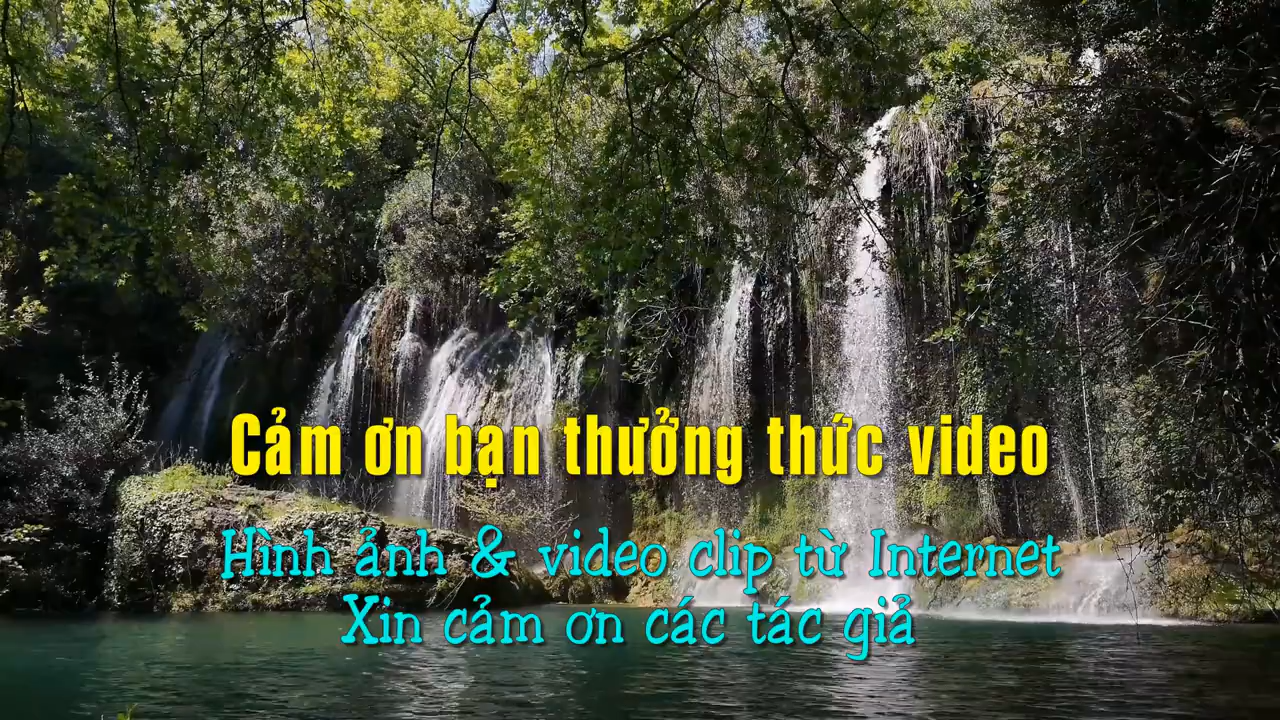 Cảm ơn bạn thưởng thức video
Hình ảnh & video clip từ Internet
Xin cảm ơn các tác giả